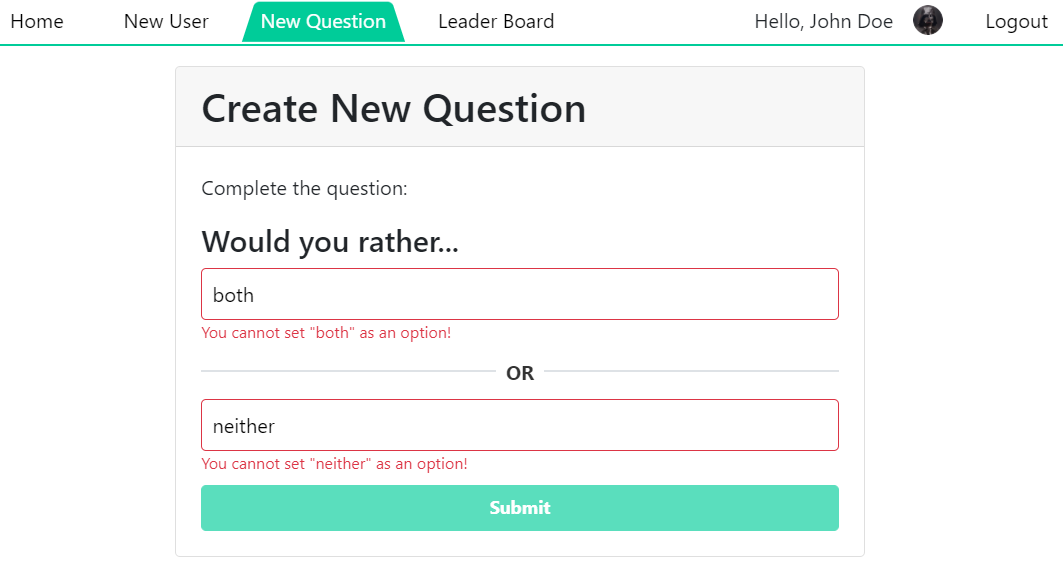 Home New User New Question Leader Board Hello, John Doe Logout
Create New Question
Complete the question:
Would you rather...
both
You cannot set "both" as an option!
OR
neither
You cannot set "neither" as an option!
Submit